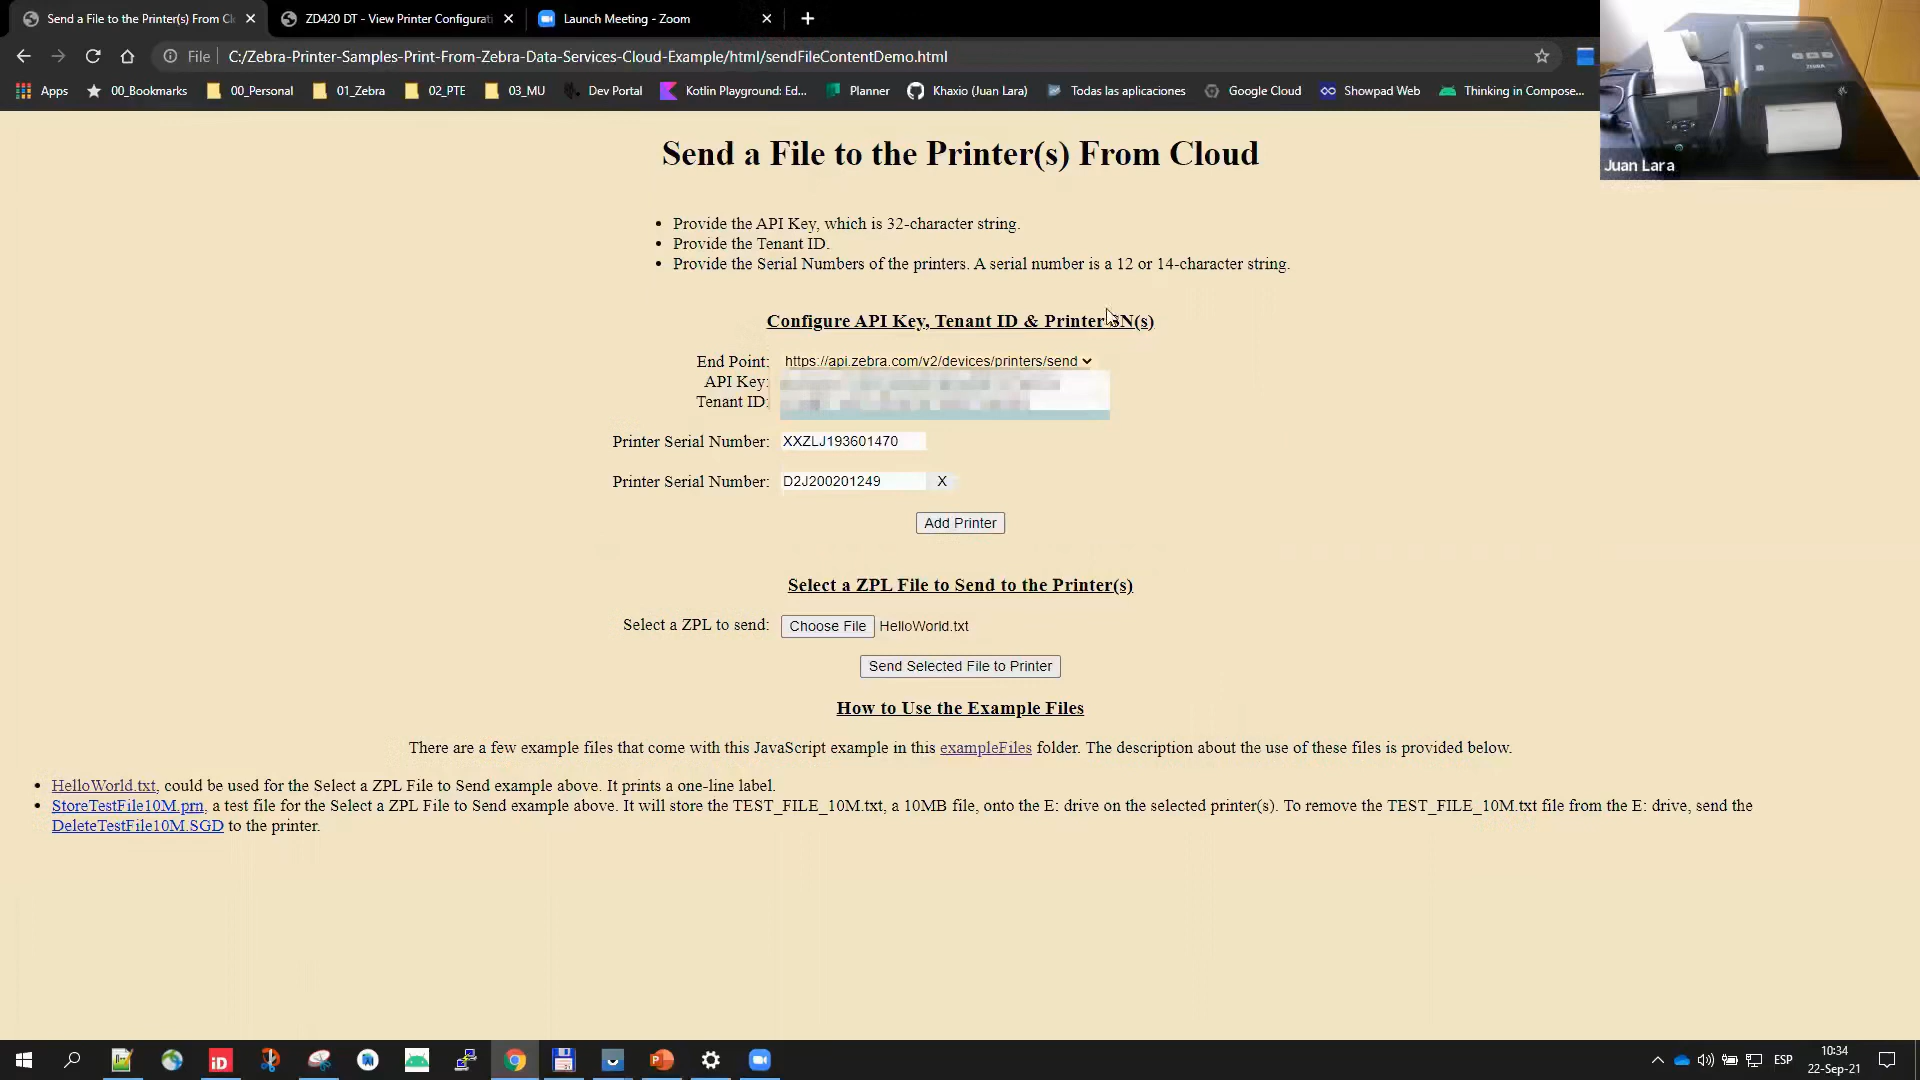 Send a File to the Printer(s) From Cl
ZD420 DT - View Printer Configurati
Launch Meeting - Zoom
File C:/Zebra-Printer-Samples-Print-From-Zebra-Data-Services-Cloud-Example/html/sendFileContentDemo.html
Apps 00_Bookmarks 00_Personal 01_Zebra 02_PTE 03_MU Dev Portal Kotlin Playground: Ed... Planner Khaxio (Juan Lara) Todas las aplicaciones Google Cloud Showpad Web Thinking in Compose...
ZEBRA
Juan Lara
Send a File to the Printer(s) From Cloud
• Provide the API Key, which is 32-character string.
• Provide the Tenant ID.
• Provide the Serial Numbers of the printers. A serial number is a 12 or 14-character string.
Configure API Key, Tenant ID & Printer SN(s)
End Point: https://api.zebra.com/v2/devices/printers/send
API Key:
Tenant ID:
Printer Serial Number: XXZLJ193601470
Printer Serial Number: D2J200201249 X
Add Printer
Select a ZPL File to Send to the Printer(s)
Select a ZPL to send: Choose File HelloWorld.txt
Send Selected File to Printer
How to Use the Example Files
There are a few example files that come with this JavaScript example in this exampleFiles folder. The description about the use of these files is provided below.
• HelloWorld.txt, could be used for the Select a ZPL File to Send example above. It prints a one-line label.
• StoreTestFile10M.prn, a test file for the Select a ZPL File to Send example above. It will store the TEST_FILE_10M.txt, a 10MB file, onto the E: drive on the selected printer(s). To remove the TEST_FILE_10M.txt file from the E: drive, send the
DeleteTestFile10M.SGD to the printer.
iD
ESP
10:34
22-Sep-21